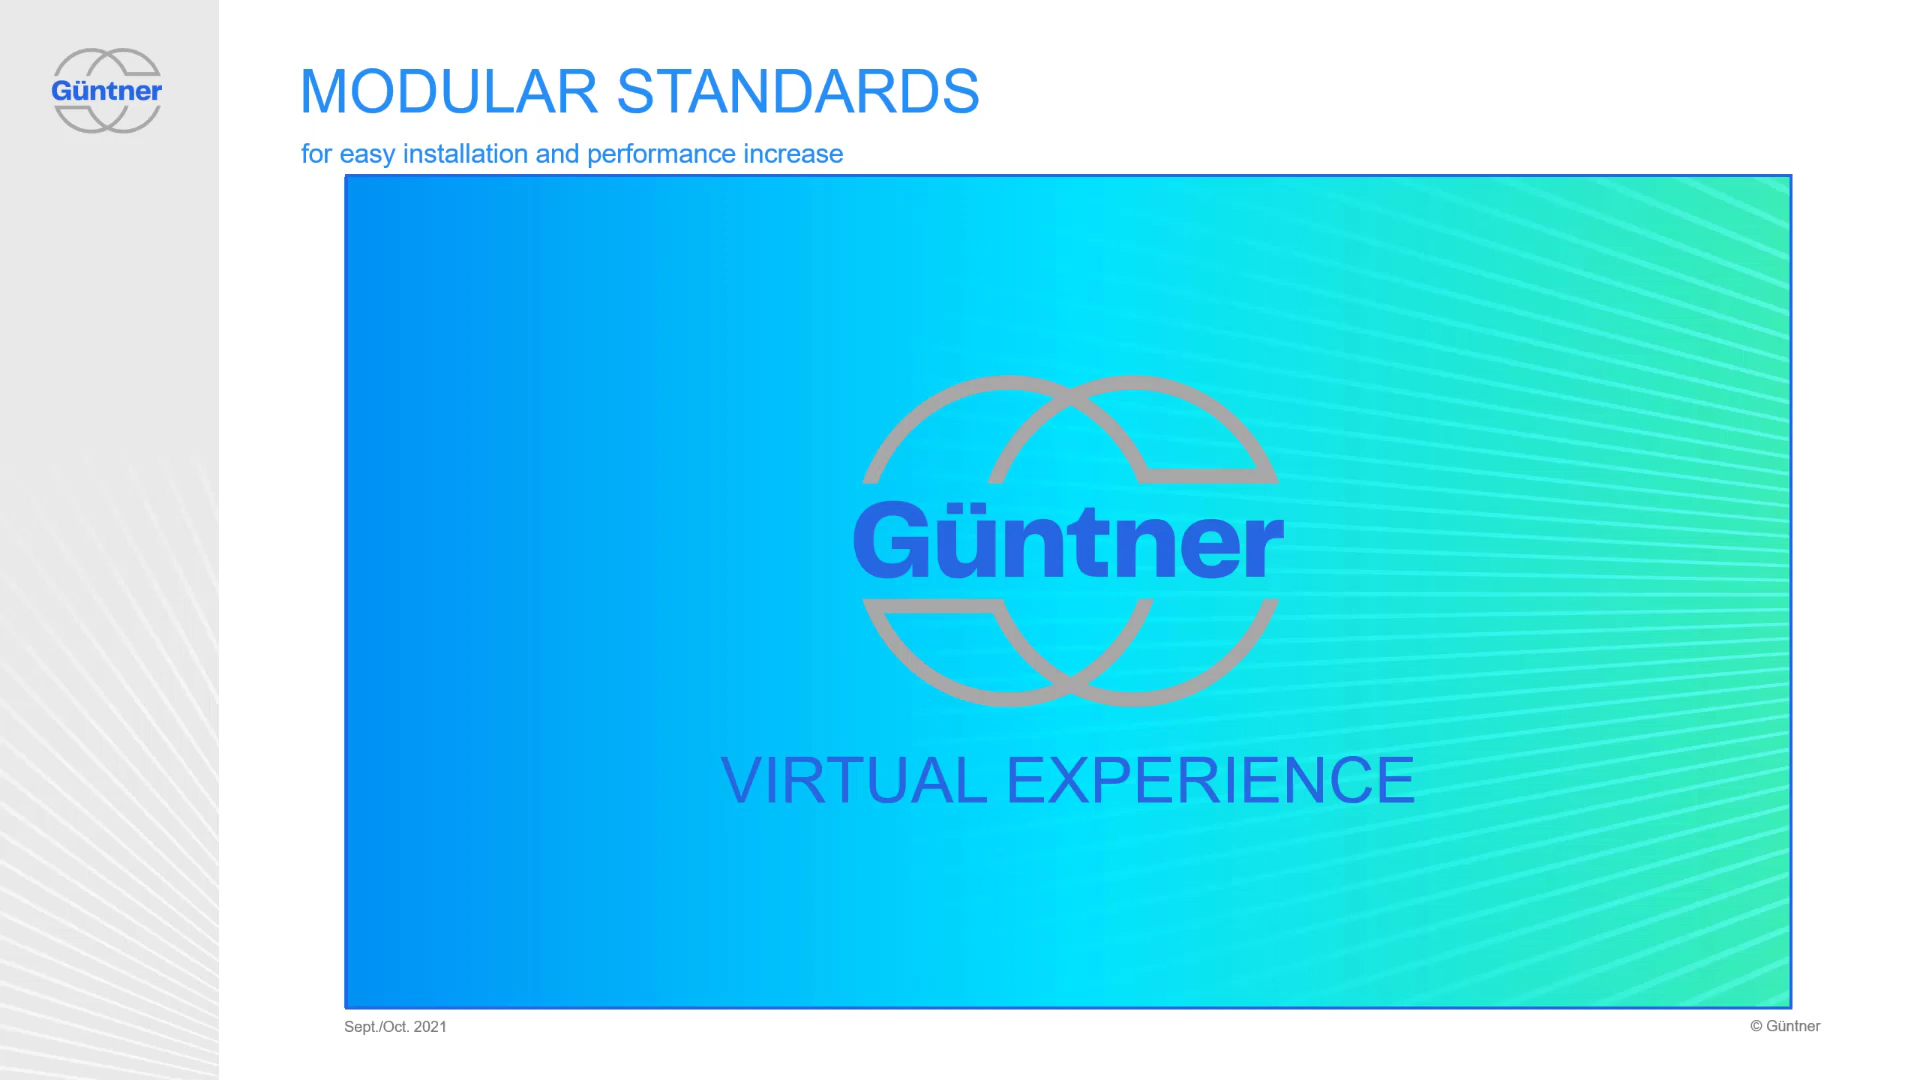 Güntner
MODULAR STANDARDS
for easy installation and performance increase
Güntner
VIRTUAL EXPERIENCE
Sept./Oct. 2021
© Güntner